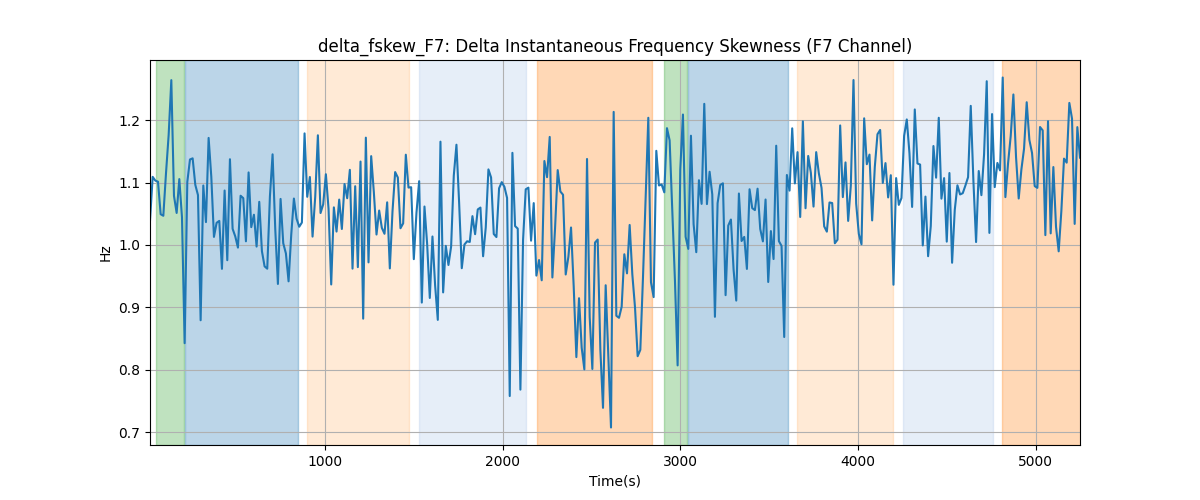 delta_fskew_F7: Delta Instantaneous Frequency Skewness (F7 Channel)
Hz
1.2
1.1
1.0
0.9
0.8
0.7
1000 2000 3000 4000 5000
Time(s)